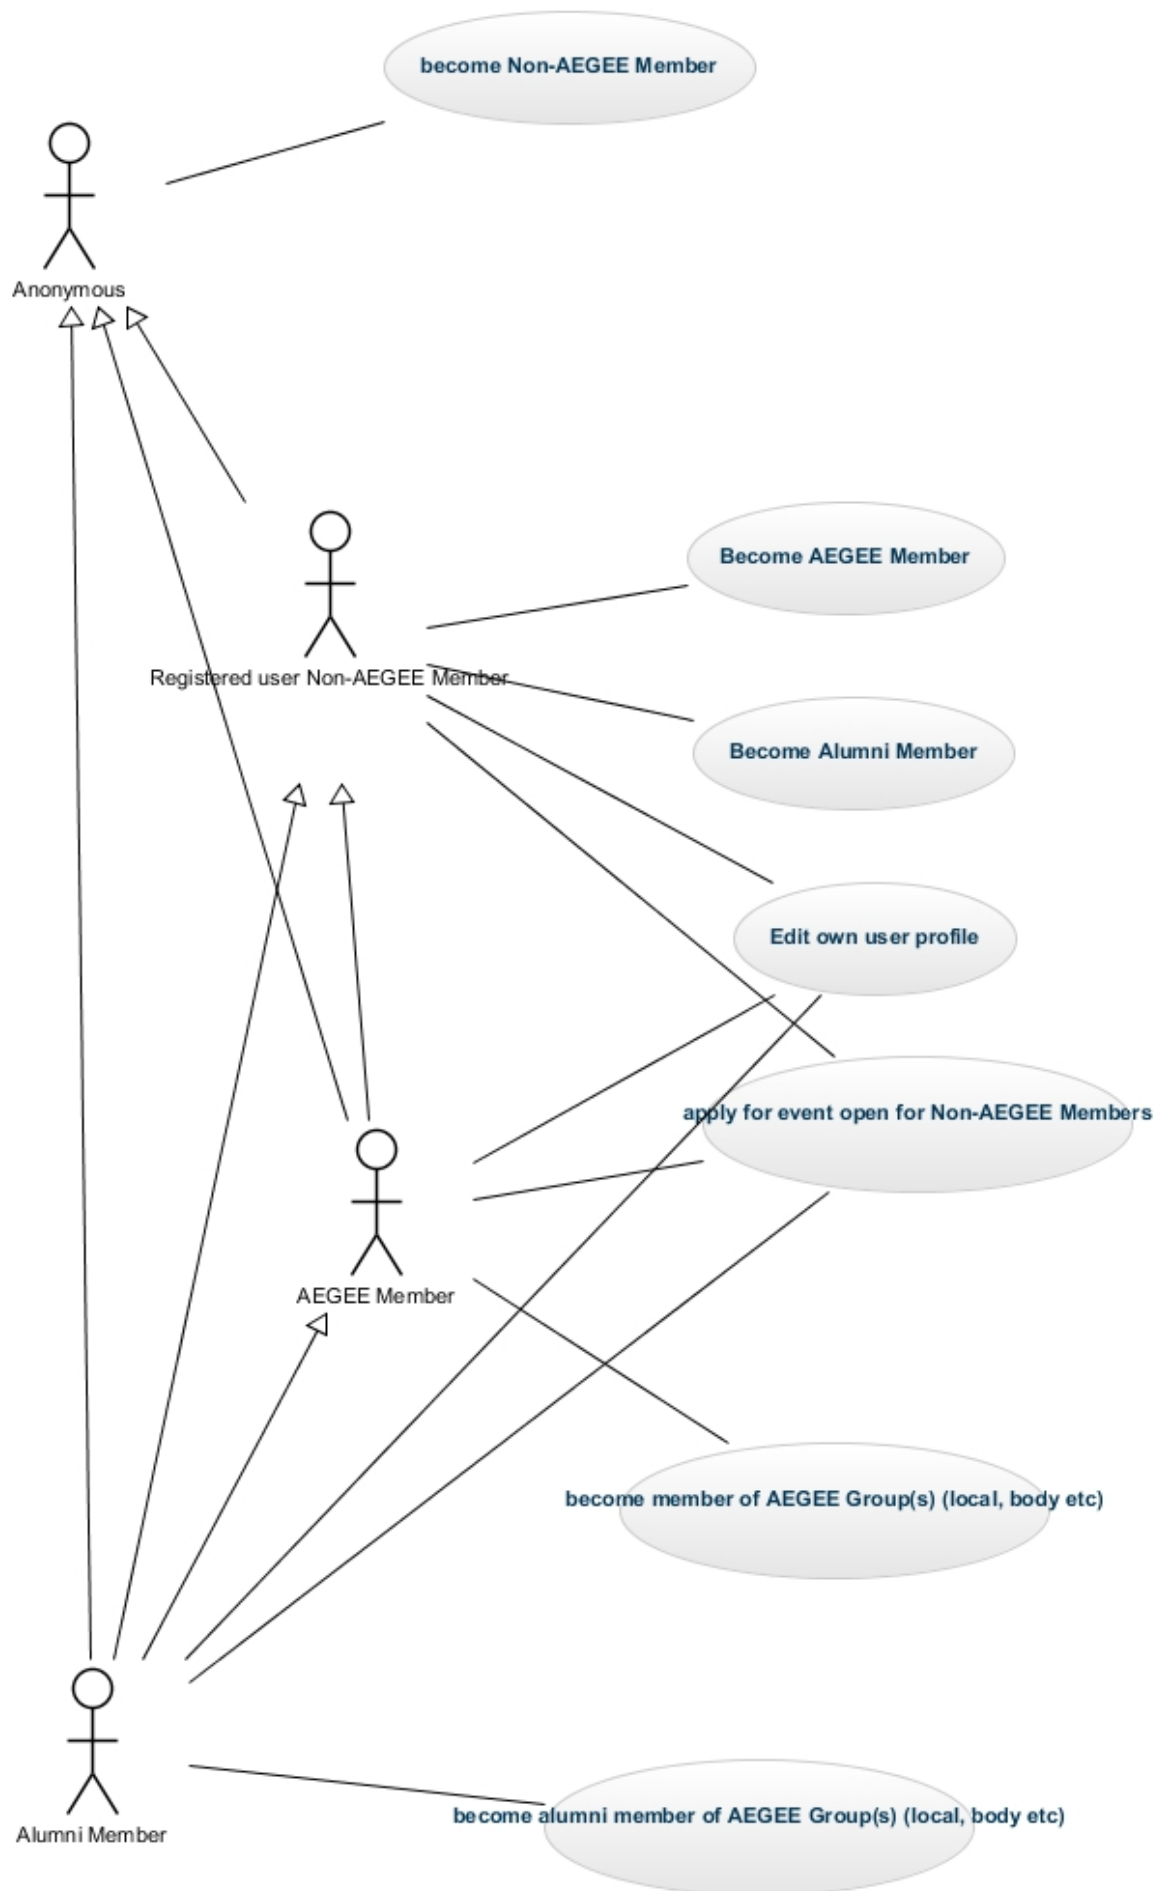 become Non-AEGEE Member
Anonymous
Become AEGEE Member
Registered user Non-AEGEE Member
Become Alumni Member
Edit own user profile
apply for event open for Non-AEGEE Members
AEGEE Member
become member of AEGEE Group(s) (local, body etc)
become alumni member of AEGEE Group(s) (local, body etc)
Alumni Member